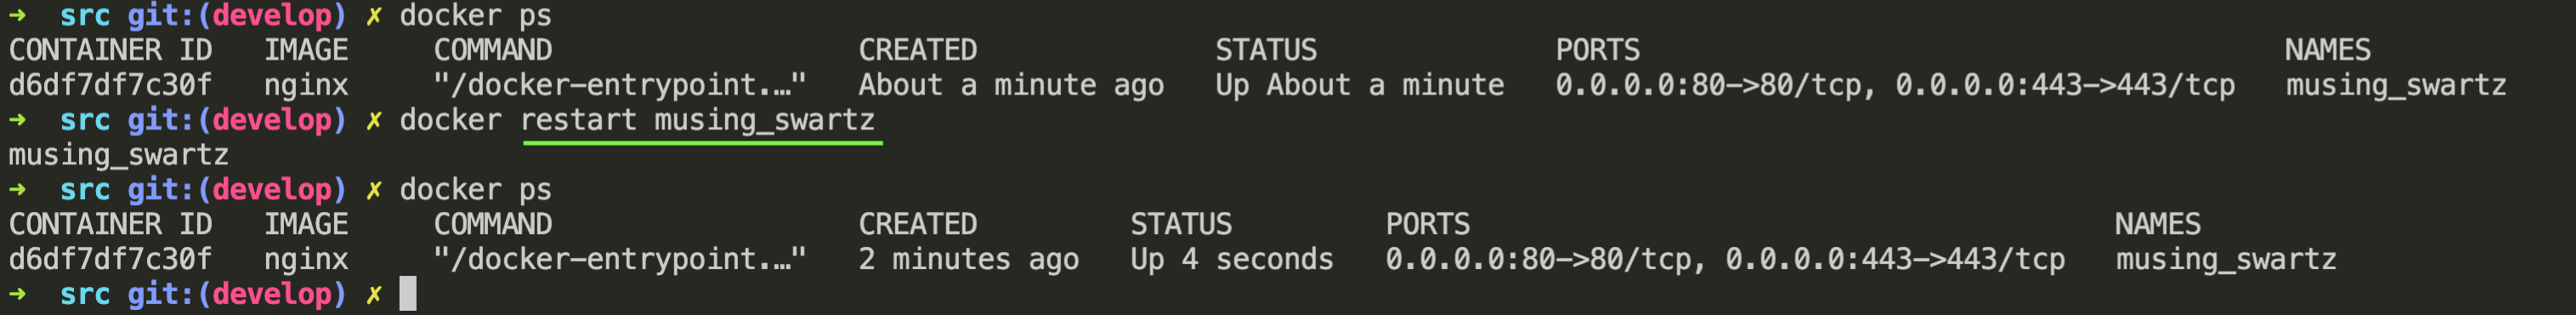 ➜  src git:(develop) ✗ docker ps
CONTAINER ID   IMAGE     COMMAND                  CREATED              STATUS              PORTS                                      NAMES
d6df7df7c30f   nginx     "/docker-entrypoint.…"   About a minute ago   Up About a minute   0.0.0.0:80->80/tcp, 0.0.0.0:443->443/tcp   musing_swartz
➜  src git:(develop) ✗ docker restart musing_swartz
musing_swartz
➜  src git:(develop) ✗ docker ps
CONTAINER ID   IMAGE     COMMAND                  CREATED         STATUS         PORTS                                      NAMES
d6df7df7c30f   nginx     "/docker-entrypoint.…"   2 minutes ago   Up 4 seconds   0.0.0.0:80->80/tcp, 0.0.0.0:443->443/tcp   musing_swartz
➜  src git:(develop) ✗